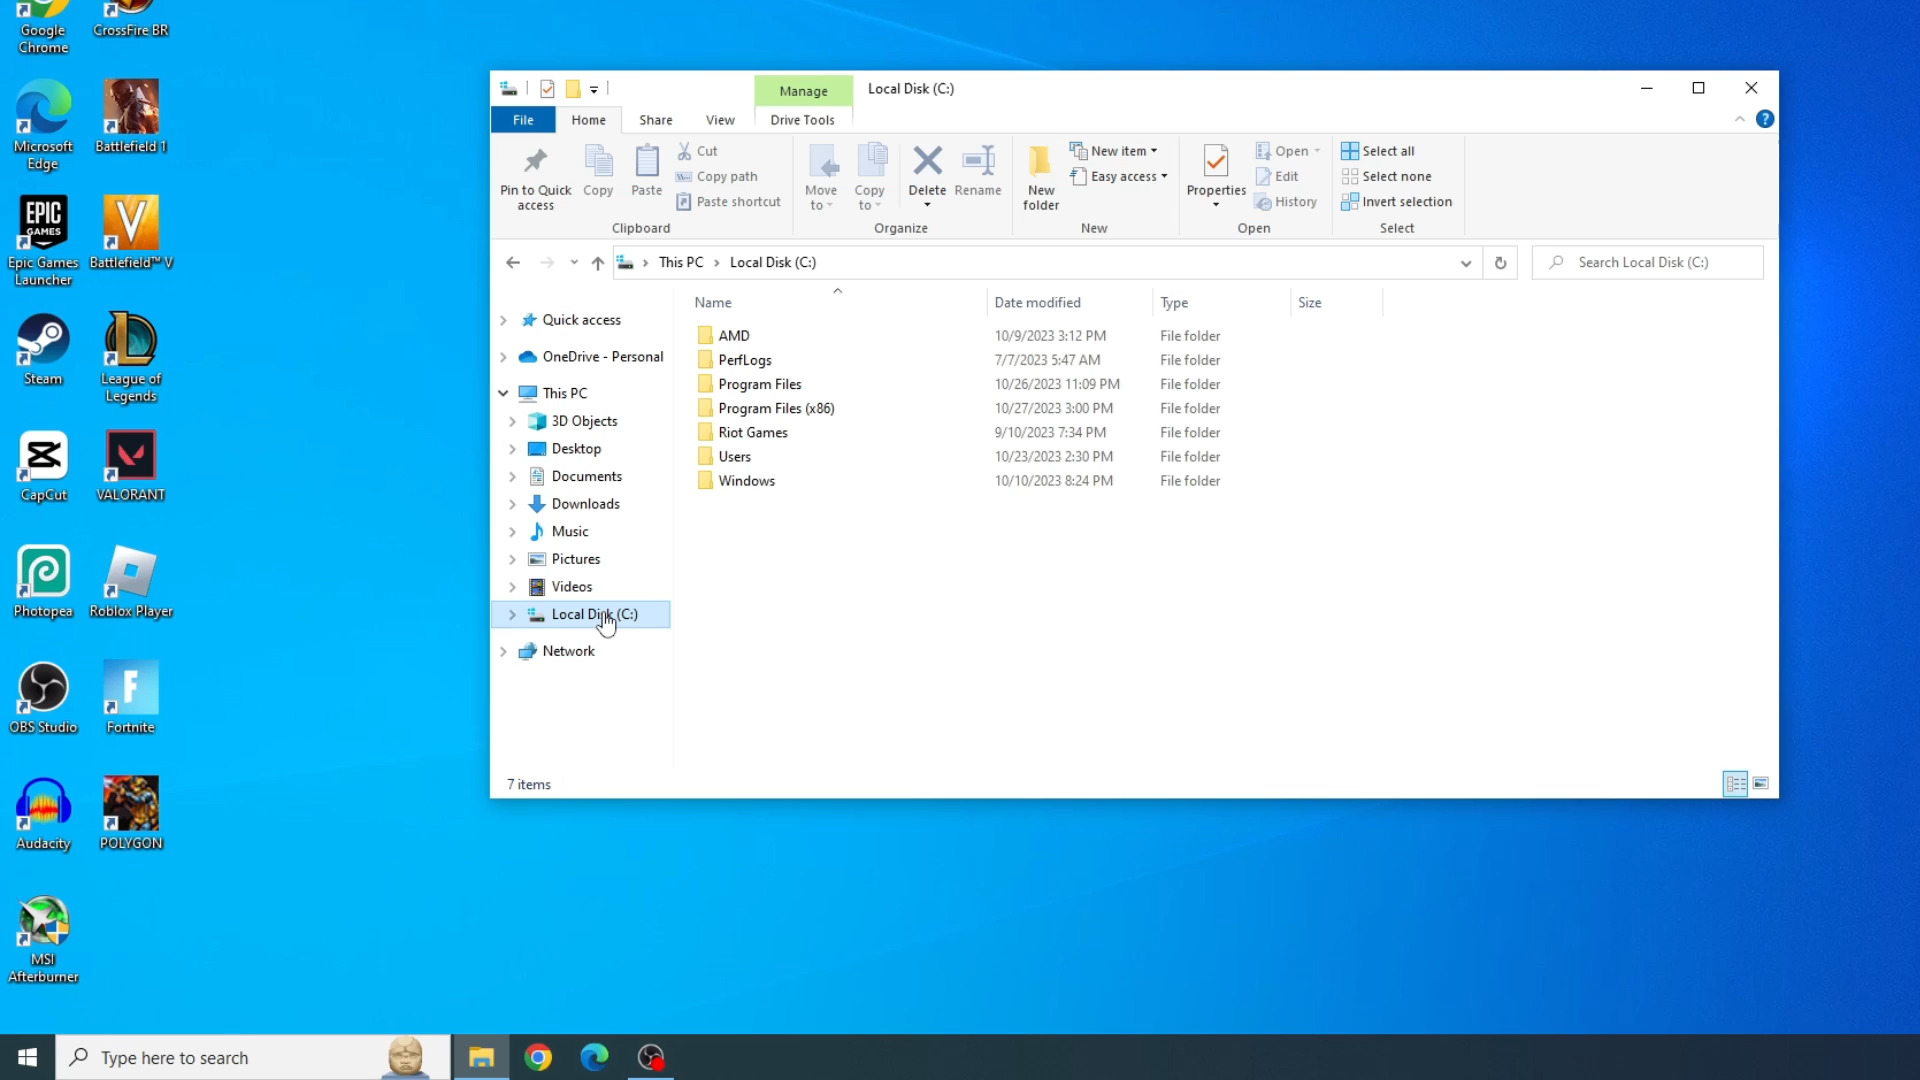 Google
Chrome
CrossFire BR
Microsoft
Edge
Battlefield 1
EPIC
GAMES
Epic Games
Launcher
V
Battlefield™ V
Steam
League of
Legends
CapCut
VALORANT
Photopea
Roblox Player
OBS Studio
F
Fortnite
Audacity
POLYGON
MSI
Afterburner
Manage
Local Disk (C:)
File
Home
Share
View
Drive Tools
?
Pin to Quick
access
Copy
Paste
Cut
Copy path
Paste shortcut
Clipboard
Move
to
Copy
to
Delete
Rename
Organize
New
folder
New item
Easy access
New
Properties
Open
Edit
History
Open
Select all
Select none
Invert selection
Select
This PC > Local Disk (C:)
Search Local Disk (C:)
Quick access
OneDrive - Personal
This PC
3D Objects
Desktop
Documents
Downloads
Music
Pictures
Videos
Local Disk (C:)
Network
Name Date modified Type Size
AMD 10/9/2023 3:12 PM File folder
PerfLogs 7/7/2023 5:47 AM File folder
Program Files 10/26/2023 11:09 PM File folder
Program Files (x86) 10/27/2023 3:00 PM File folder
Riot Games 9/10/2023 7:34 PM File folder
Users 10/23/2023 2:30 PM File folder
Windows 10/10/2023 8:24 PM File folder
7 items
Type here to search